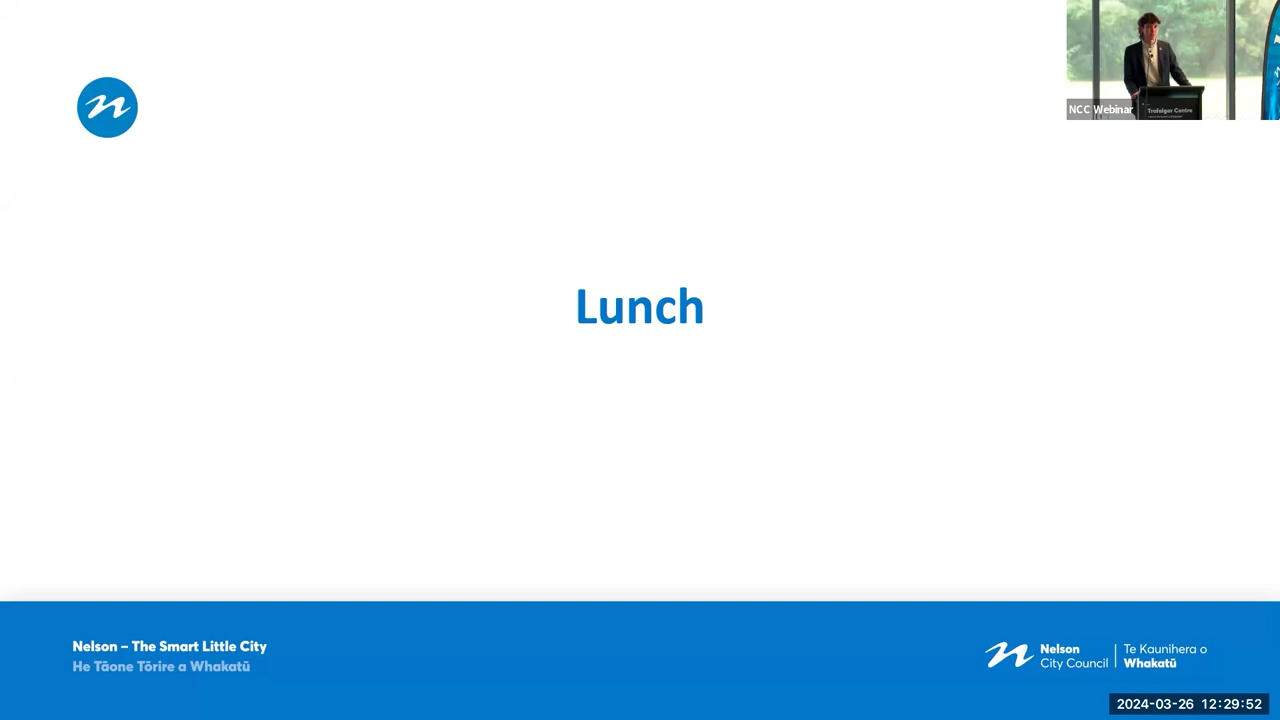 NCC Webinar
Trafalgar Centre
Lunch
Nelson – The Smart Little City
He Tāone Tōrire a Whakatū
Nelson
City Council
Te Kaunihera o
Whakatū
2024-03-26 12:29:52